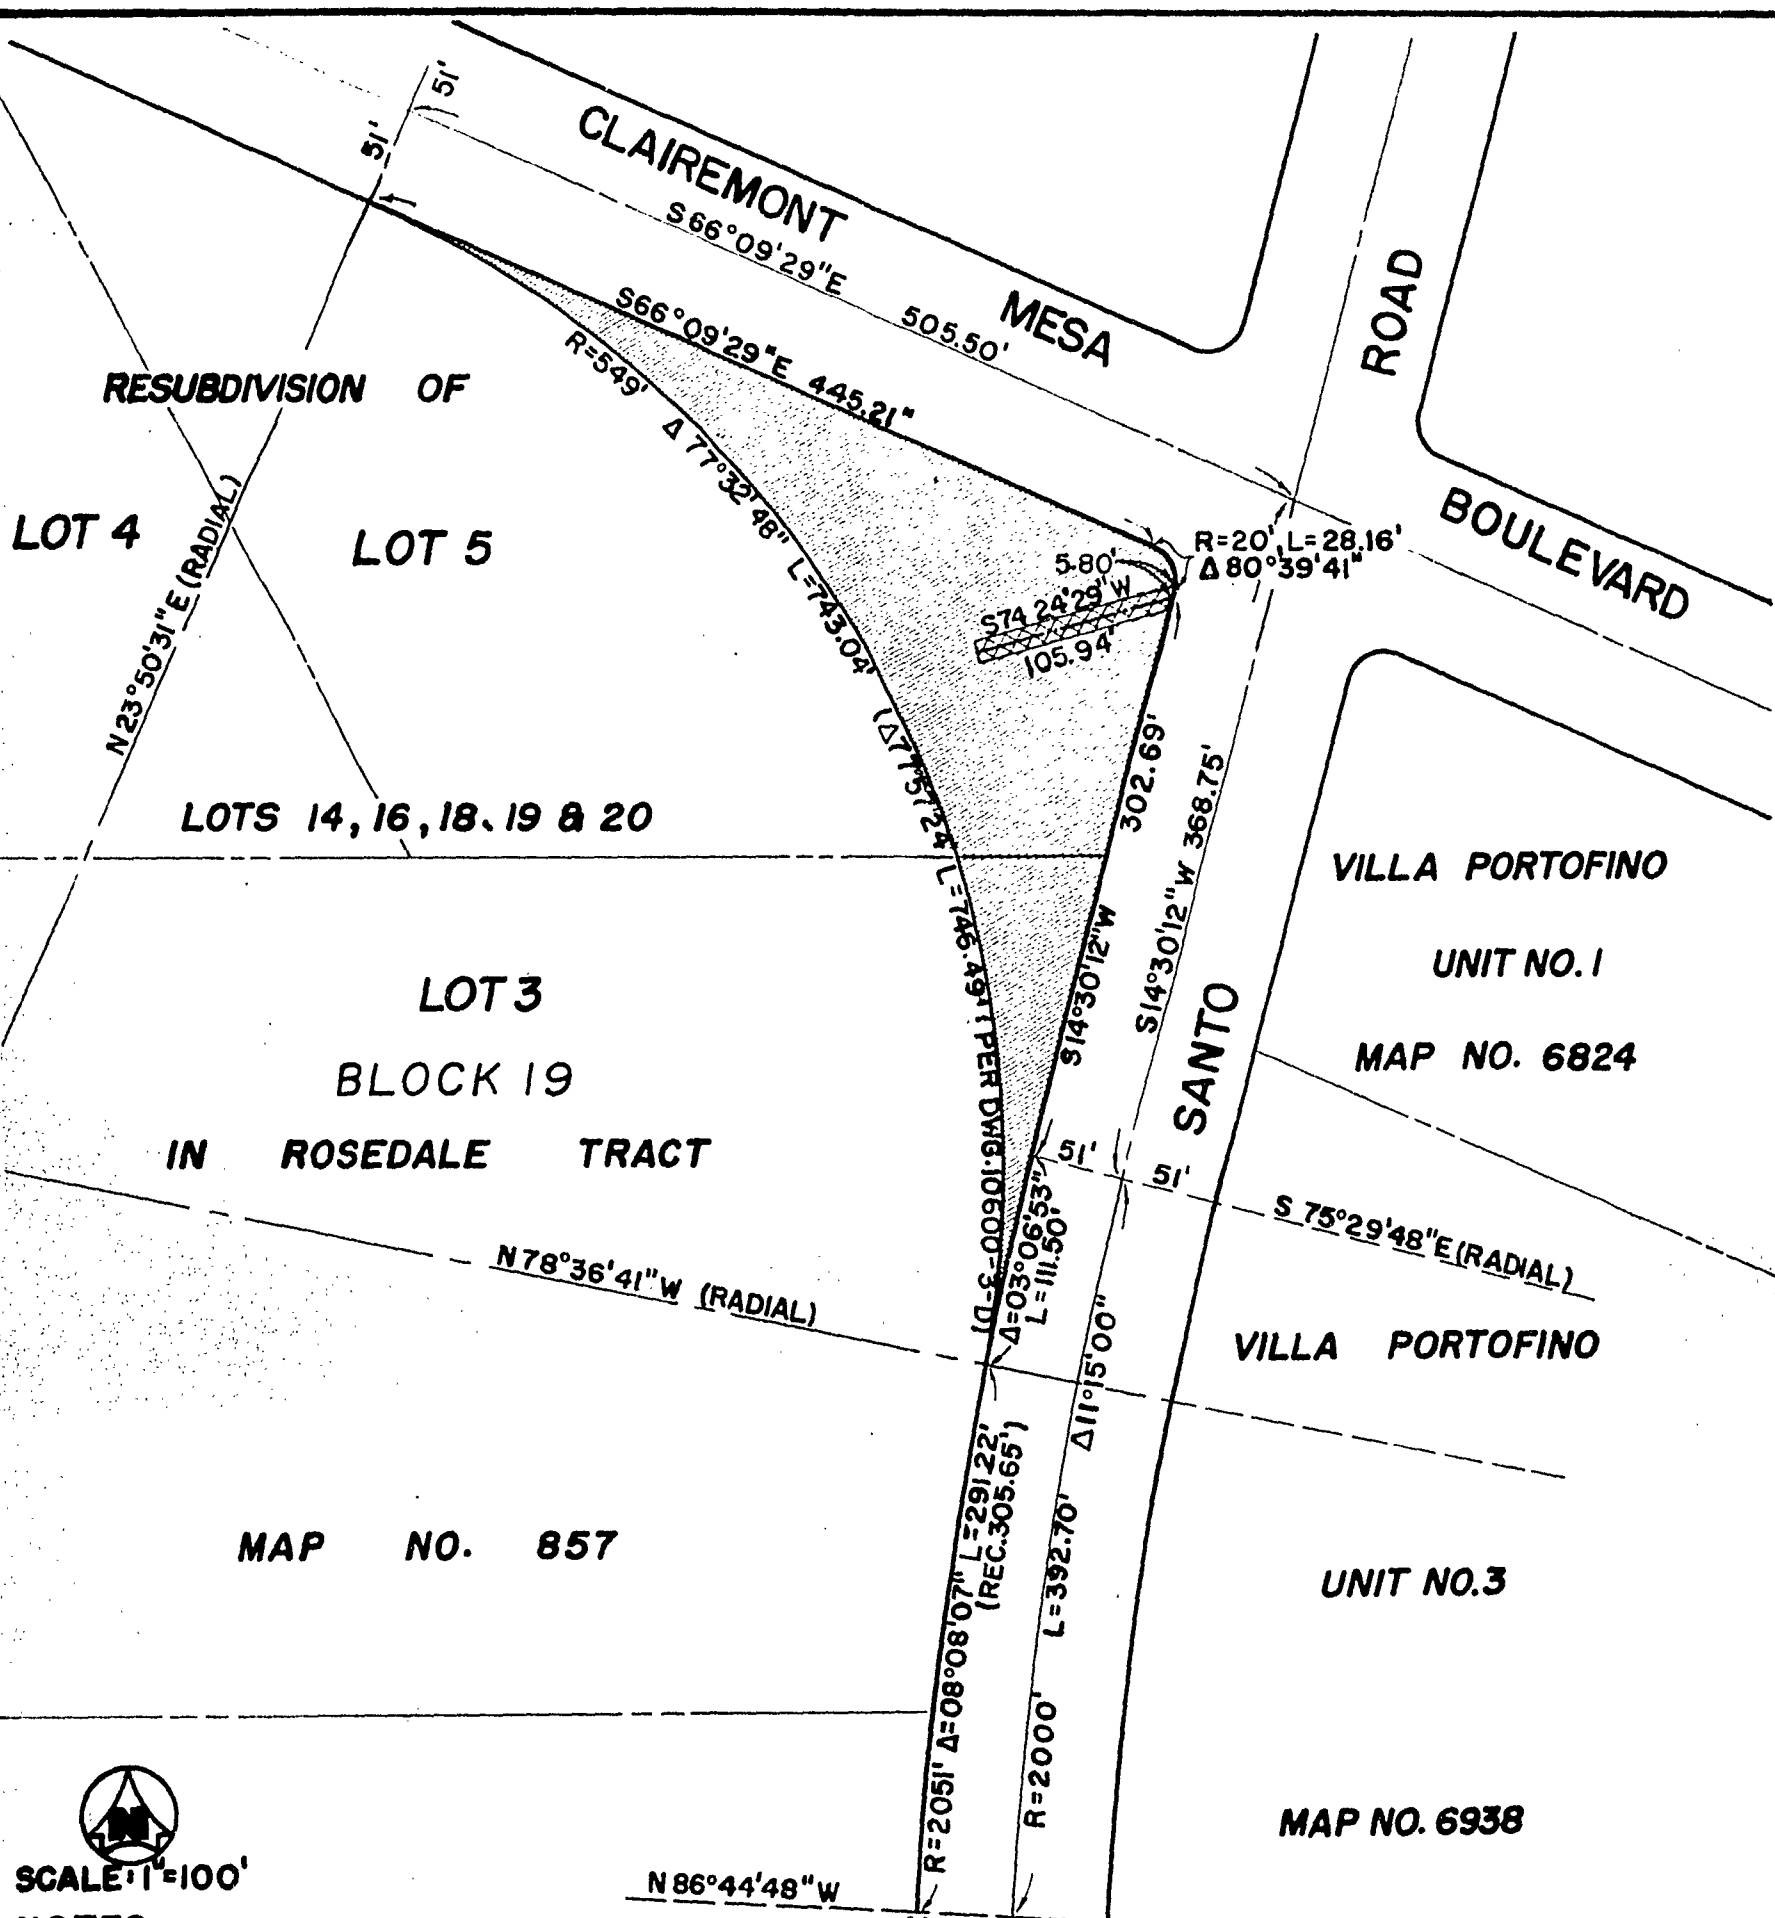 51'
51'
CLAIREMONT
MESA
BOULEVARD
S 66°09'29"E 505.50'
S66°09'29"E 445.21"
R=549' Δ 77°32'48" L=743.04'
L=746.49' (PER DWG.10600-3-D)
ROAD
SANTO
RESUBDIVISION OF
LOT 4
LOT 5
N23°50'31"E (RADIAL)
R=20', L=28.16'
Δ80°39'41"
5.80'
S74 24'29" W
105.94'
302.69'
S14°30'12"W
S14°30'12"W 368.75'
LOTS 14, 16, 18, 19 & 20
VILLA PORTOFINO
UNIT NO. 1
MAP NO. 6824
LOT 3
BLOCK 19
IN ROSEDALE TRACT
51'
51'
S 75°29'48"E (RADIAL)
N78°36'41"W (RADIAL)
Δ=03°06'53"
L=111.50'
Δ11°15'00"
L=392.70'
R=2000'
VILLA PORTOFINO
UNIT NO.3
MAP NO. 6938
MAP NO. 857
R=2051' Δ=08°08'07" L=291.22'
(REC.305.65')
N
SCALE: 1"=100'
N 86°44'48"W